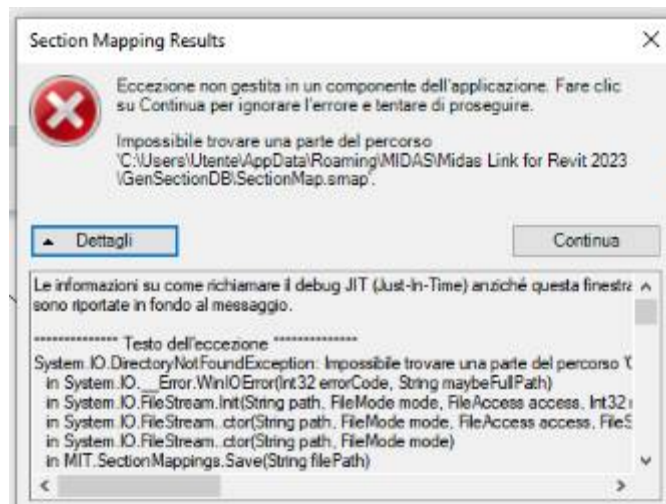 Section Mapping Results
Eccezione non gestita in un componente dell'applicazione. Fare clic
su Continua per ignorare l'errore e tentare di proseguire.
Impossibile trovare una parte del percorso
'C:\Users\Utente\AppData\Roaming\MIDAS\Midas Link for Revit 2023
\GenSectionDB\SectionMap.smap'.
Dettagli
Continua
Le informazioni su come richiamare il debug JIT (Just-In-Time) anziché questa finestra
sono riportate in fondo al messaggio.
************** Testo dell'eccezione **************
System.IO.DirectoryNotFoundException: Impossibile trovare una parte del percorso 'C
in System.IO.__Error.WinIOError(Int32 errorCode, String maybeFullPath)
in System.IO.FileStream.Init(String path, FileMode mode, FileAccess access, Int32
in System.IO.FileStream..ctor(String path, FileMode mode, FileAccess access, FileS
in System.IO.FileStream..ctor(String path, FileMode mode)
in MIT.SectionMappings.Save(String filePath)